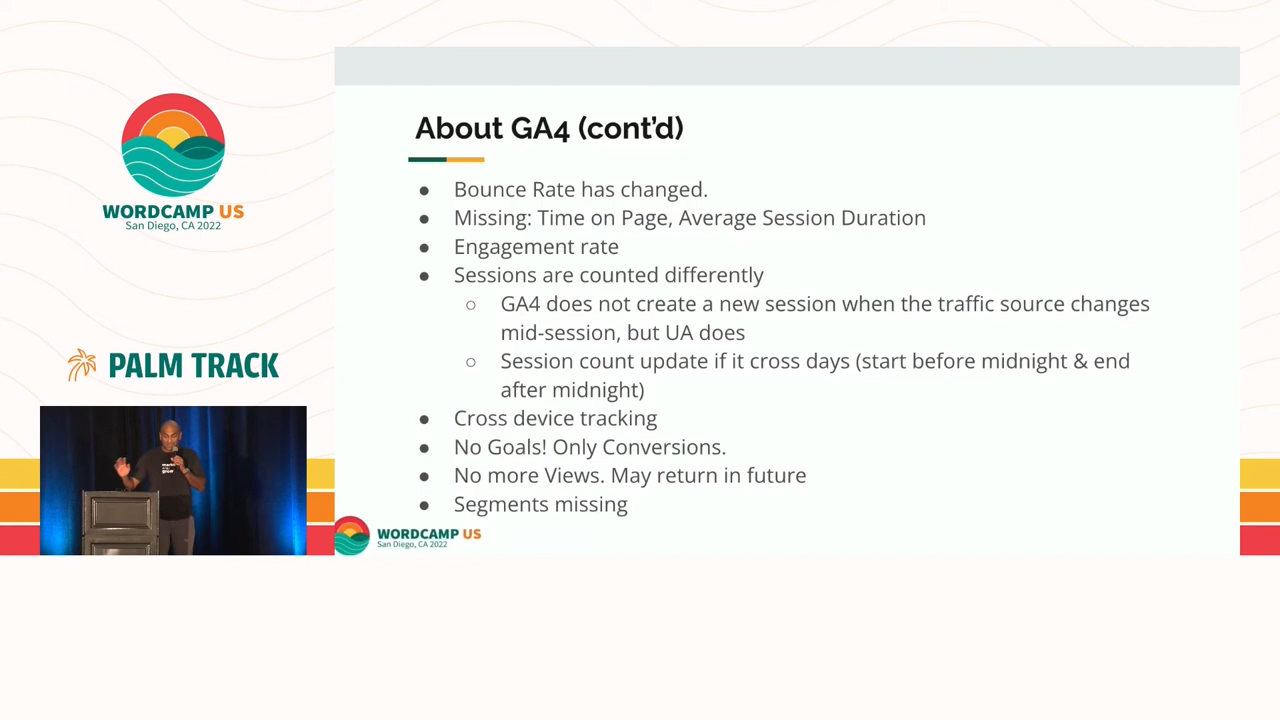 WORDCAMP US
San Diego, CA 2022
PALM TRACK
About GA4 (cont’d)
● Bounce Rate has changed.
● Missing: Time on Page, Average Session Duration
● Engagement rate
● Sessions are counted differently
○ GA4 does not create a new session when the traffic source changes
mid-session, but UA does
○ Session count update if it cross days (start before midnight & end
after midnight)
● Cross device tracking
● No Goals! Only Conversions.
● No more Views. May return in future
● Segments missing
WORDCAMP US
San Diego, CA 2022